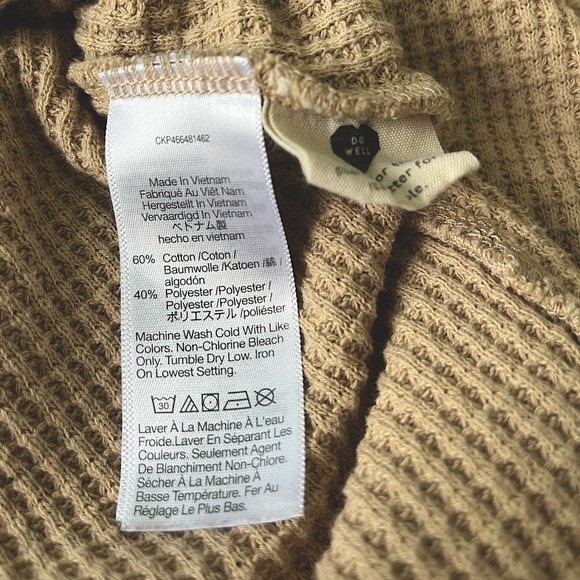 CKP466481462
Made In Vietnam
Fabriqué Au Viêt Nam
Hergestellt In Vietnam
Vervaardigd In Vietnam
ベトナム製
hecho en vietnam
60% Cotton /Coton /
Baumwolle /Katoen /綿 /
algodón
40% Polyester /Polyester /
Polyester /Polyester /
ポリエステル /poliéster
Machine Wash Cold With Like
Colors. Non-Chlorine Bleach
Only. Tumble Dry Low. Iron
On Lowest Setting.
30
Laver À La Machine À L'eau
Froide.Laver En Séparant Les
Couleurs. Seulement Agent
De Blanchiment Non-Chlore.
Sécher À La Machine À
Basse Température. Fer Au
Réglage Le Plus Bas.
DO
WELL